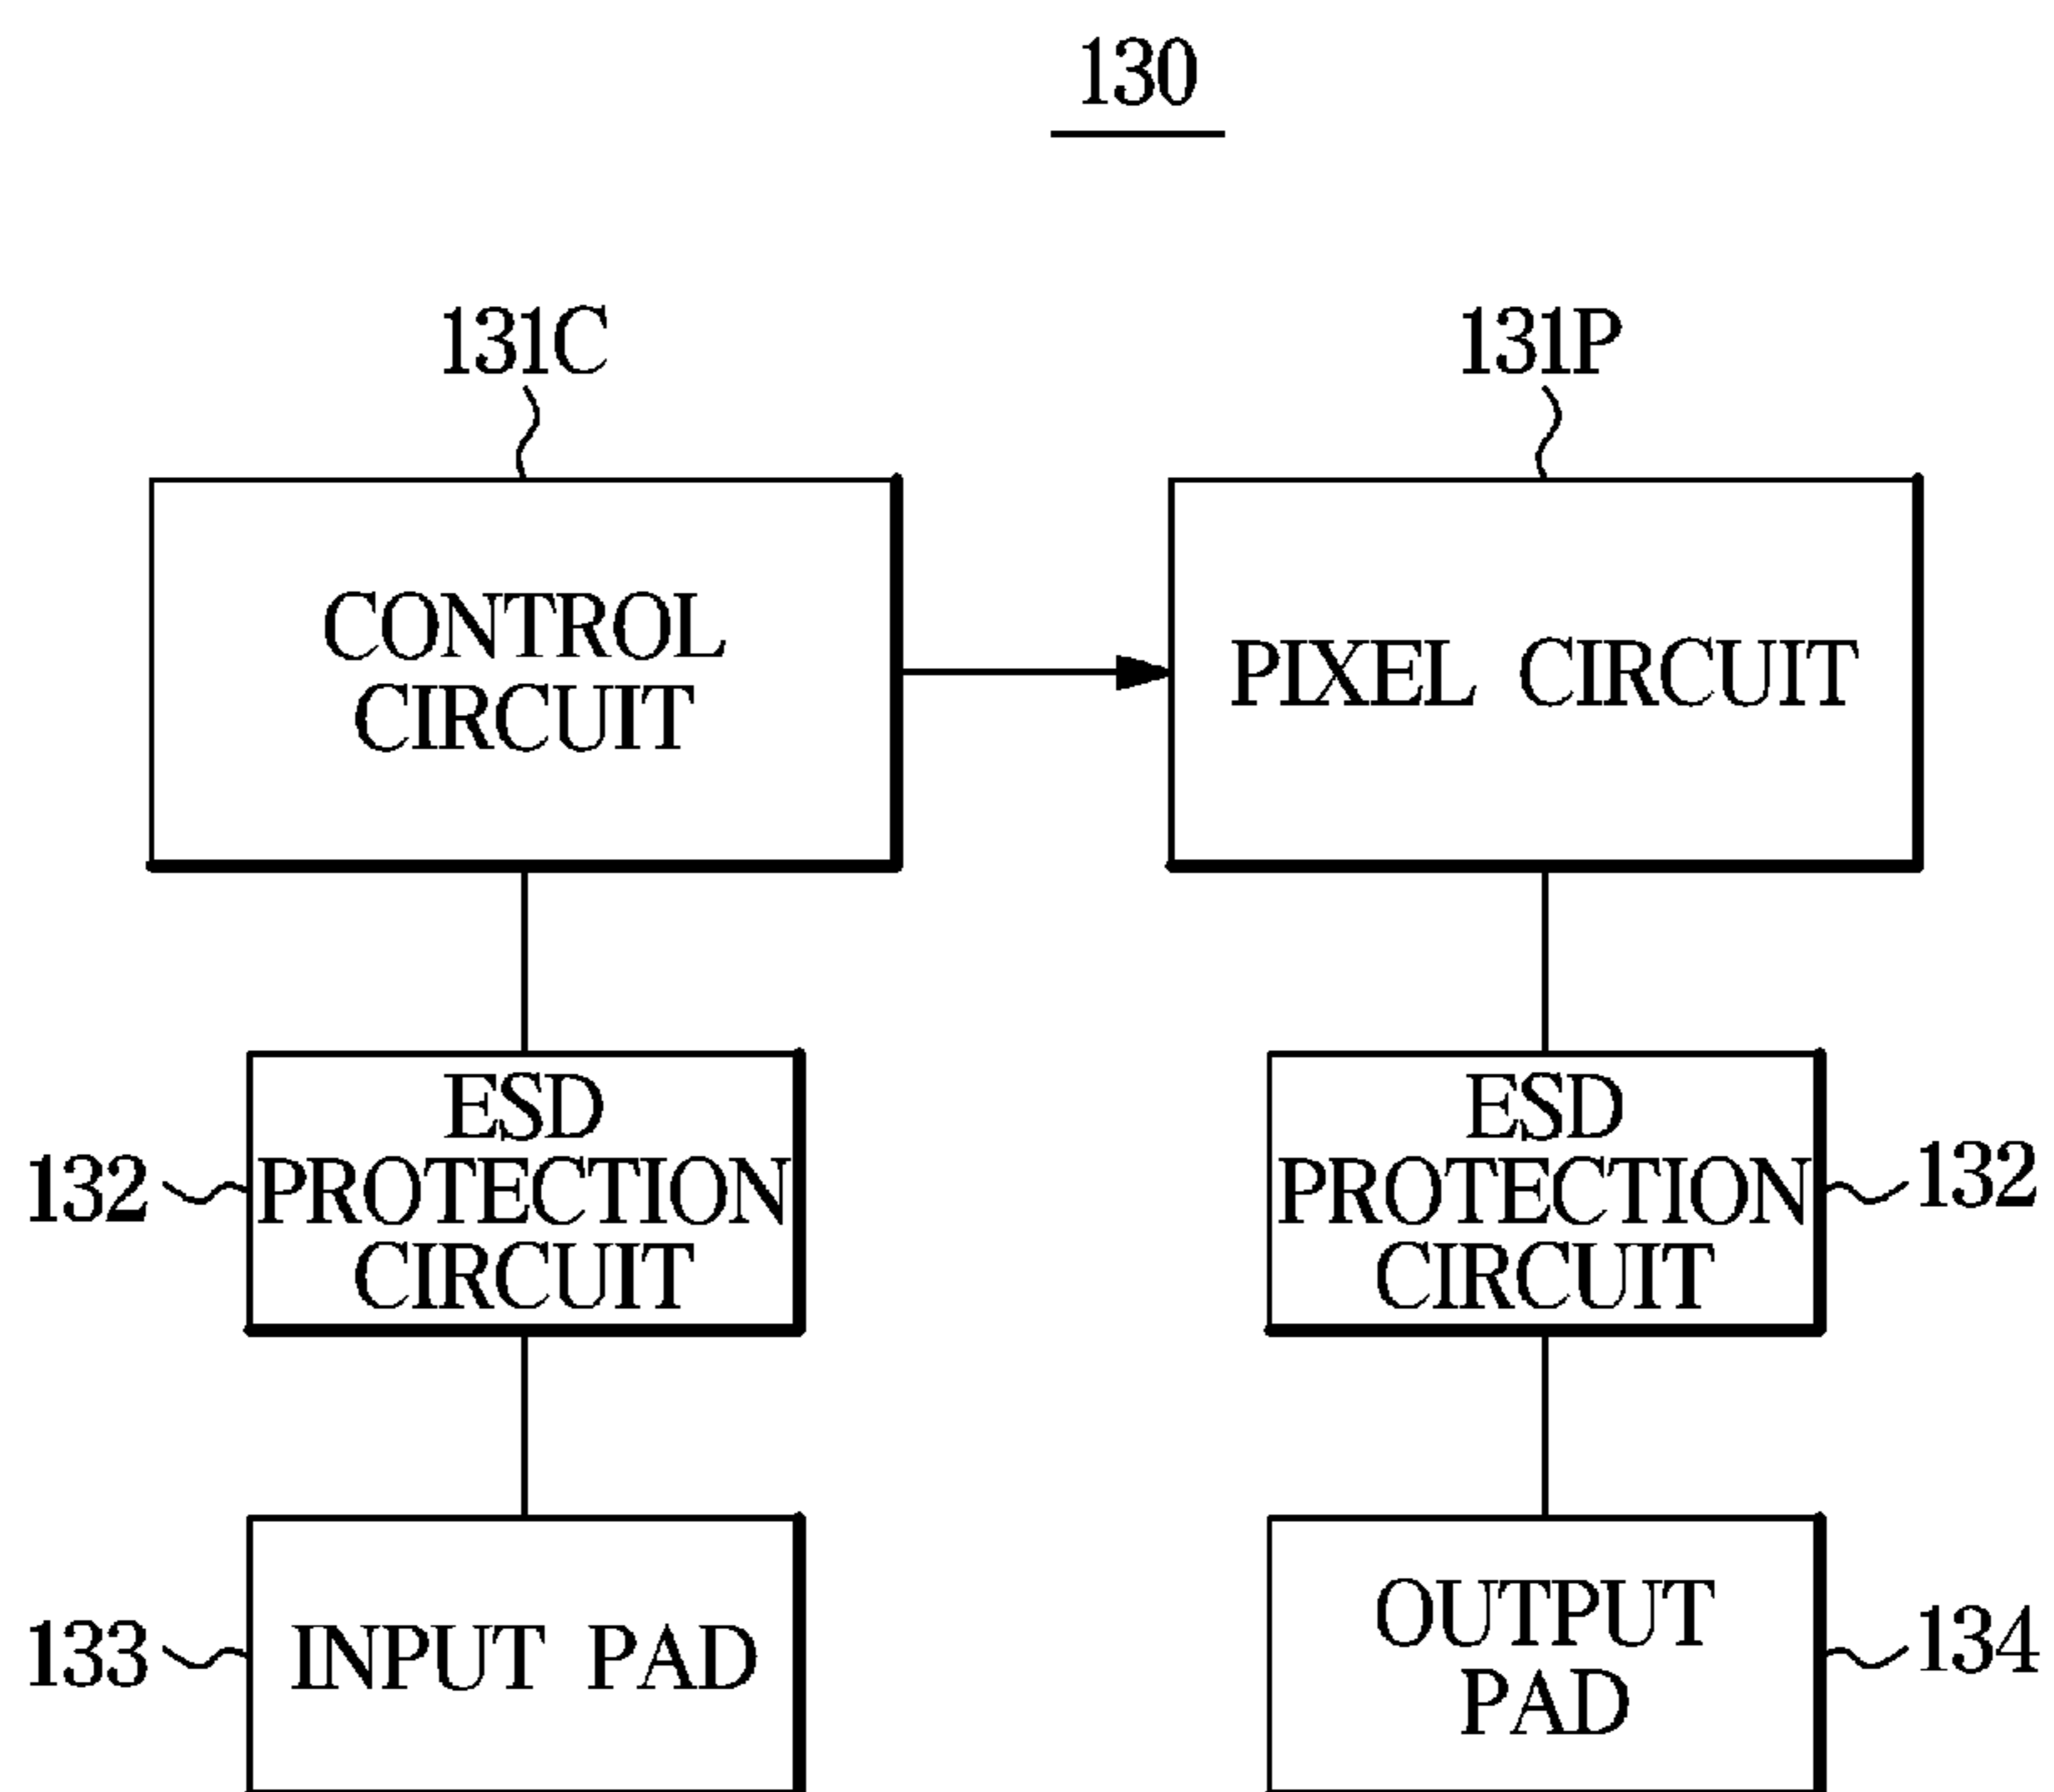 130
131C
131P
CONTROL
CIRCUIT
PIXEL CIRCUIT
132
ESD
PROTECTION
CIRCUIT
ESD
PROTECTION
CIRCUIT
132
133
INPUT PAD
OUTPUT
PAD
134